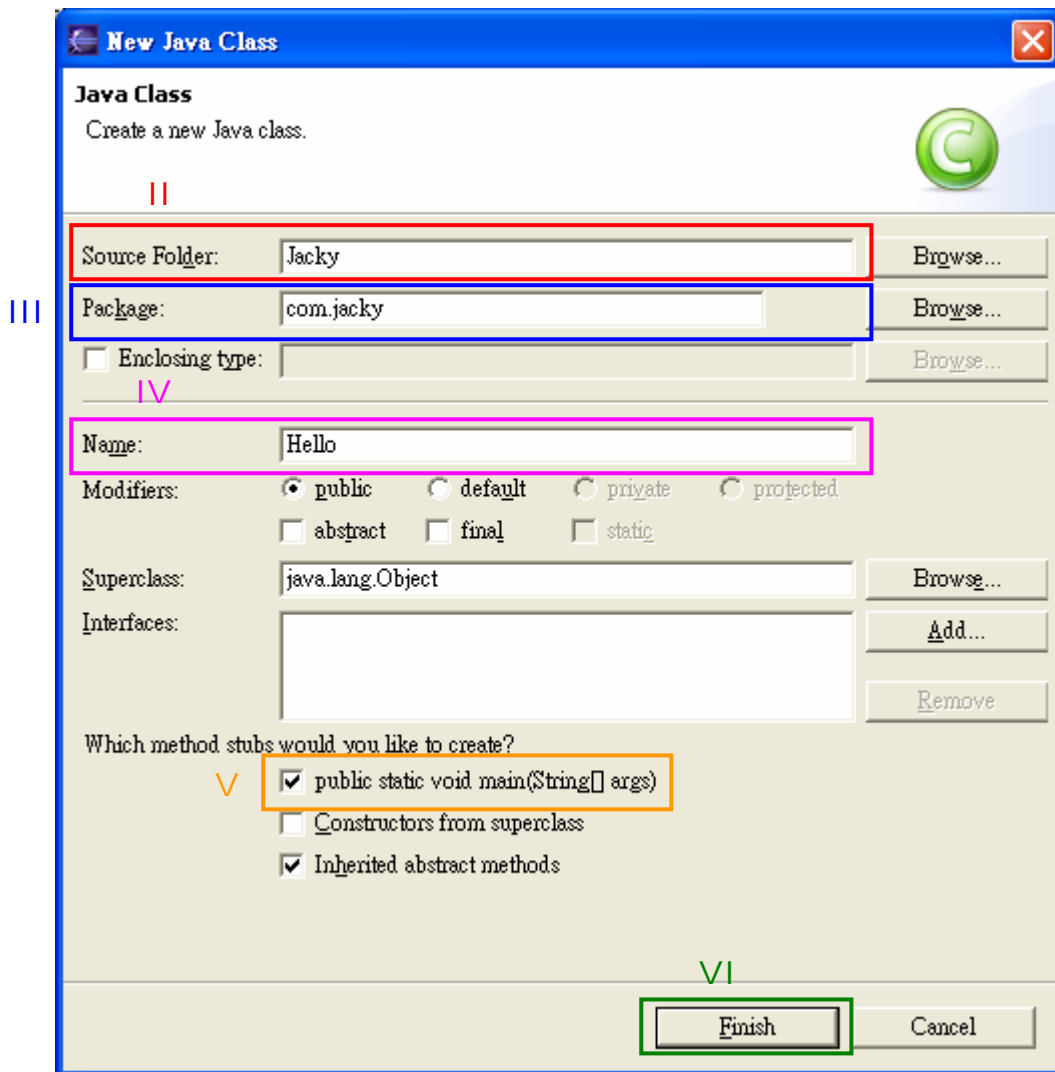 New Java Class
Java Class
Create a new Java class.
II
Source Folder: Jacky Browse...
III Package: com.jacky Browse...
Enclosing type: Browse...
IV
Name: Hello
Modifiers: public default private protected
abstract final static
Superclass: java.lang.Object Browse...
Interfaces: Add...
Remove
Which method stubs would you like to create?
V public static void main(String[] args)
Constructors from superclass
Inherited abstract methods
VI
Finish Cancel